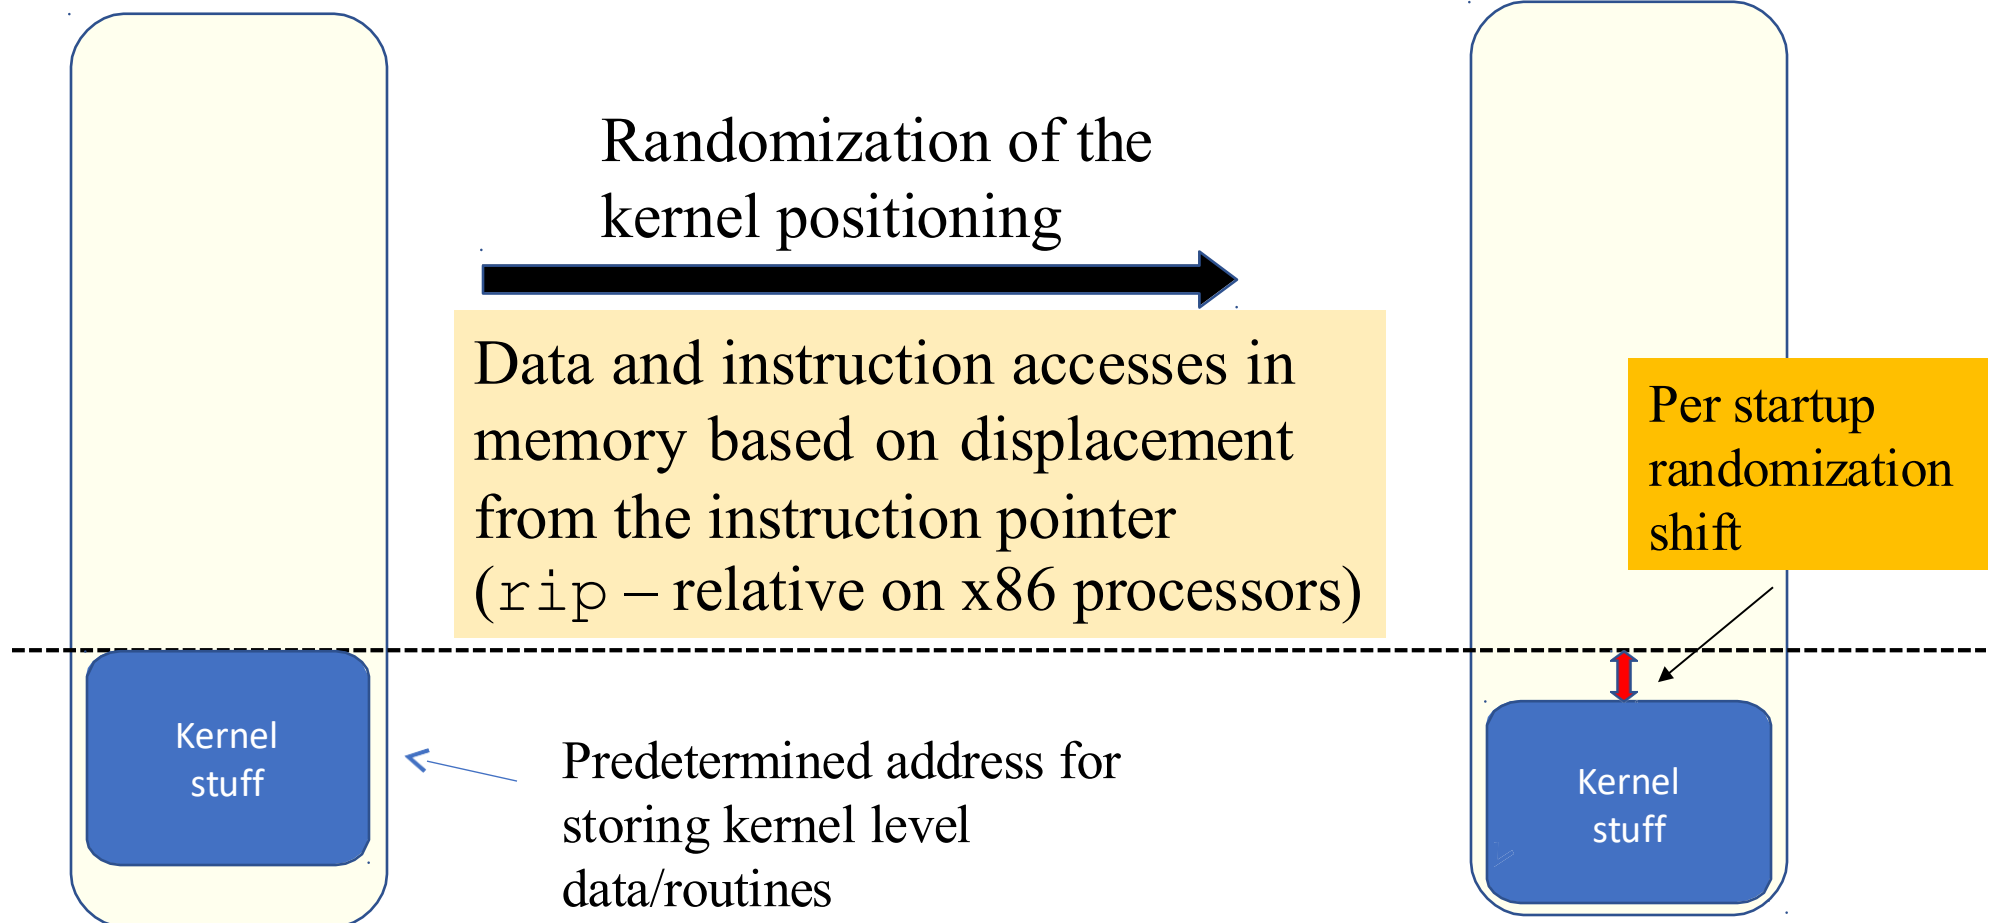 Randomization of the
kernel positioning
Data and instruction accesses in
memory based on displacement
from the instruction pointer
(rip – relative on x86 processors)
Per startup
randomization
shift
Kernel
stuff
Predetermined address for
storing kernel level
data/routines
Kernel
stuff